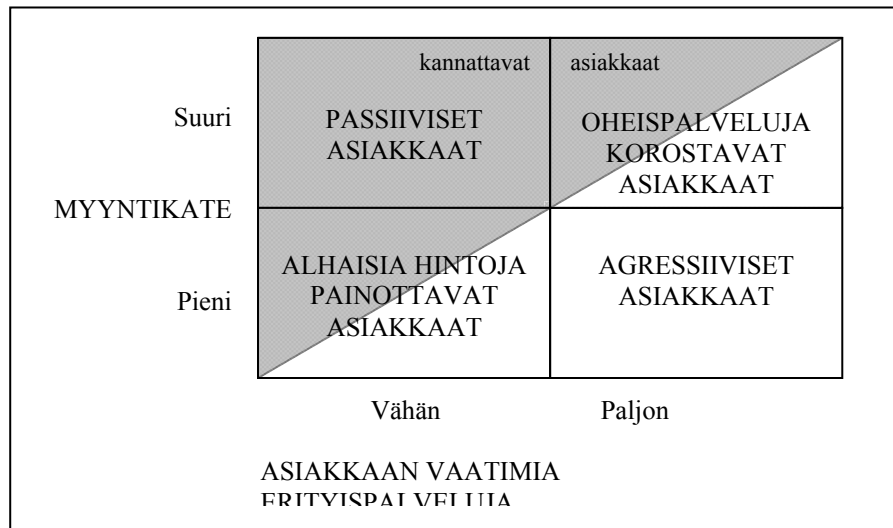 kannattavat asiakkaat
Suuri
PASSIIVISET
ASIAKKAAT
OHEISPALVELUJA
KOROSTAVAT
ASIAKKAAT
MYYNTIKATE
Pieni
ALHAISIA HINTOJA
PAINOTTAVAT
ASIAKKAAT
AGRESSIIVISET
ASIAKKAAT
Vähän
Paljon
ASIAKKAAN VAATIMIA
ERITYISPALVELUJA